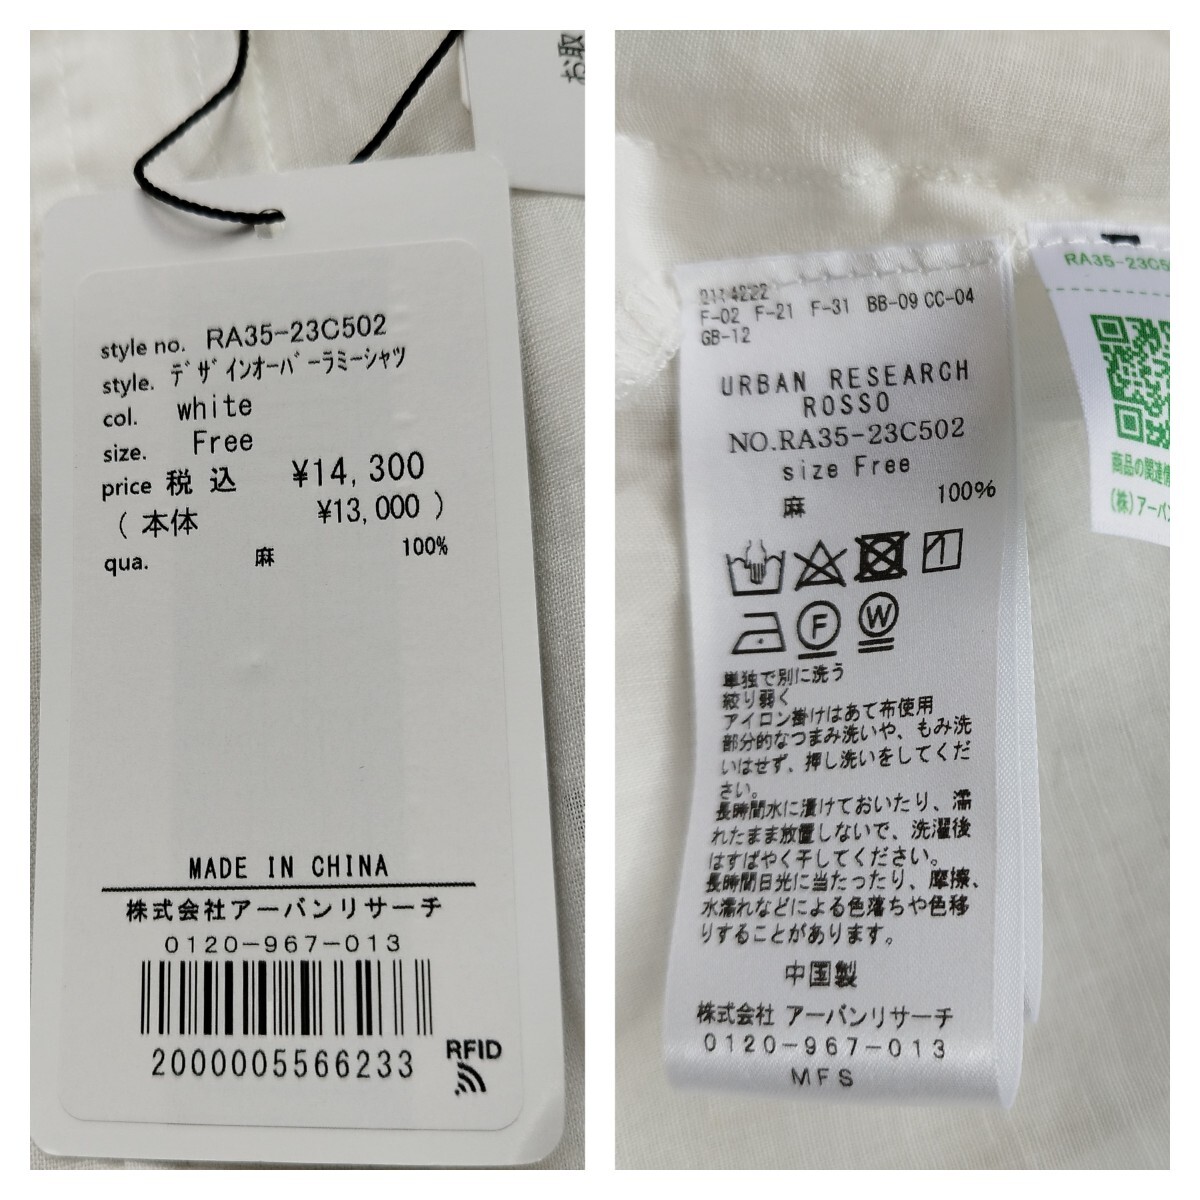 お取
style no. RA35-23C502
style. ﾃﾞｻﾞｲﾝｵｰﾊﾞｰﾗﾐｰｼｬﾂ
col. white
size. Free
price 税込 ¥14,300
(本体 ¥13,000)
qua. 麻 100%
MADE IN CHINA
株式会社アーバンリサーチ
0120-967-013
2000005566233
RFID
F-02 F-21 F-31 BB-09 CC-04
GB-12
URBAN RESEARCH
ROSSO
NO.RA35-23C502
size Free
麻 100%
1
F
W
単独で別に洗う
絞り弱く
アイロン掛けはあて布使用
部分的なつまみ洗いや、もみ洗
いはせず、押し洗いをしてくだ
さい。
長時間水に漬けておいたり、濡
れたまま放置しないで、洗濯後
はすばやく干してください。
長時間日光に当たったり、摩擦、
水濡れなどによる色落ちや色移
りすることがあります。
中国製
株式会社 アーバンリサーチ
0120-967-013
MFS
RA35-23C5
商品の関連情
(株)アーバン